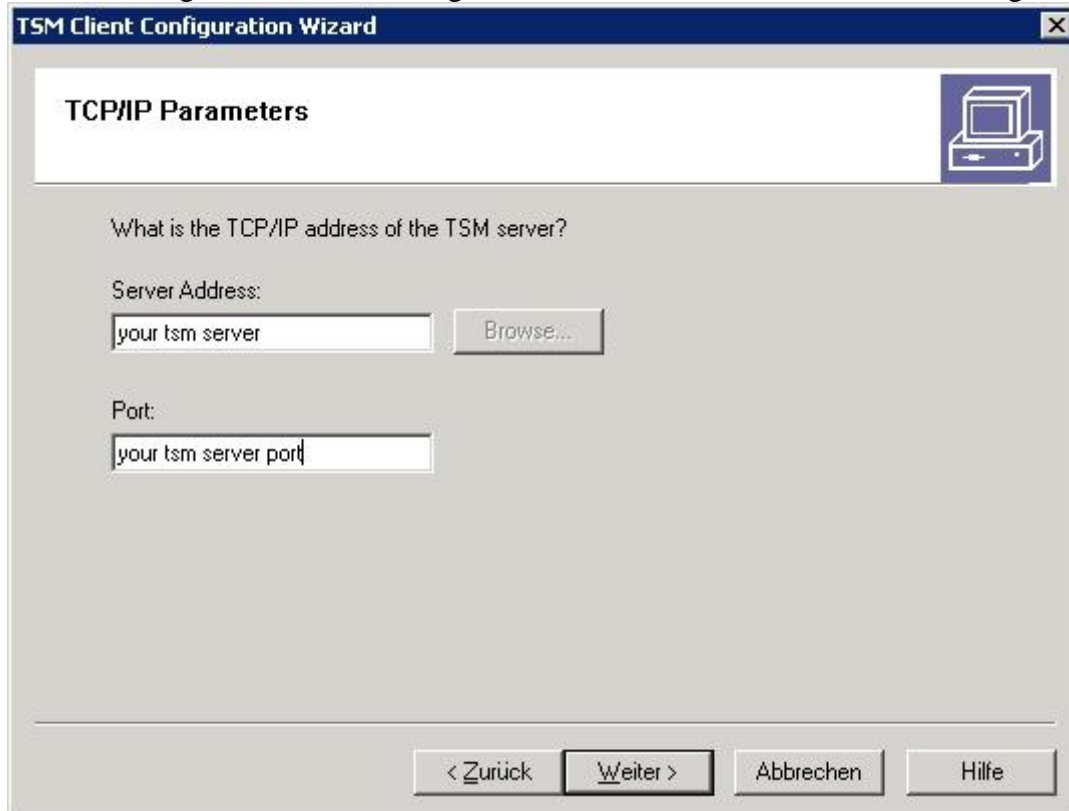 TSM Client Configuration Wizard
TCP/IP Parameters
What is the TCP/IP address of the TSM server?
Server Address:
your tsm server
Browse...
Port:
your tsm server port
< Zurück
Weiter >
Abbrechen
Hilfe